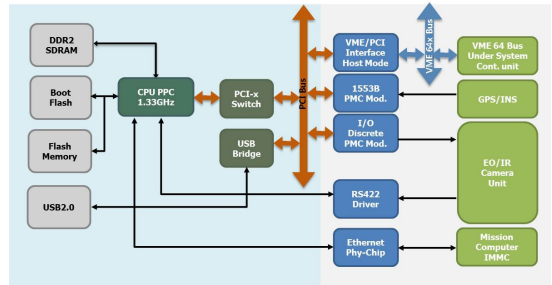 DDR2
SDRAM
Boot
Flash
Flash
Memory
USB2.0
CPU PPC
1.33GHz
PCI-x
Switch
USB
Bridge
PCI Bus
VME/PCI
Interface
Host Mode
1553B
PMC Mod.
I/O
Discrete
PMC Mod.
RS422
Driver
Ethernet
Phy-Chip
VME 64x Bus
VME 64 Bus
Under System
Cont. unit
GPS/INS
EO/IR
Camera
Unit
Mission
Computer
IMMC